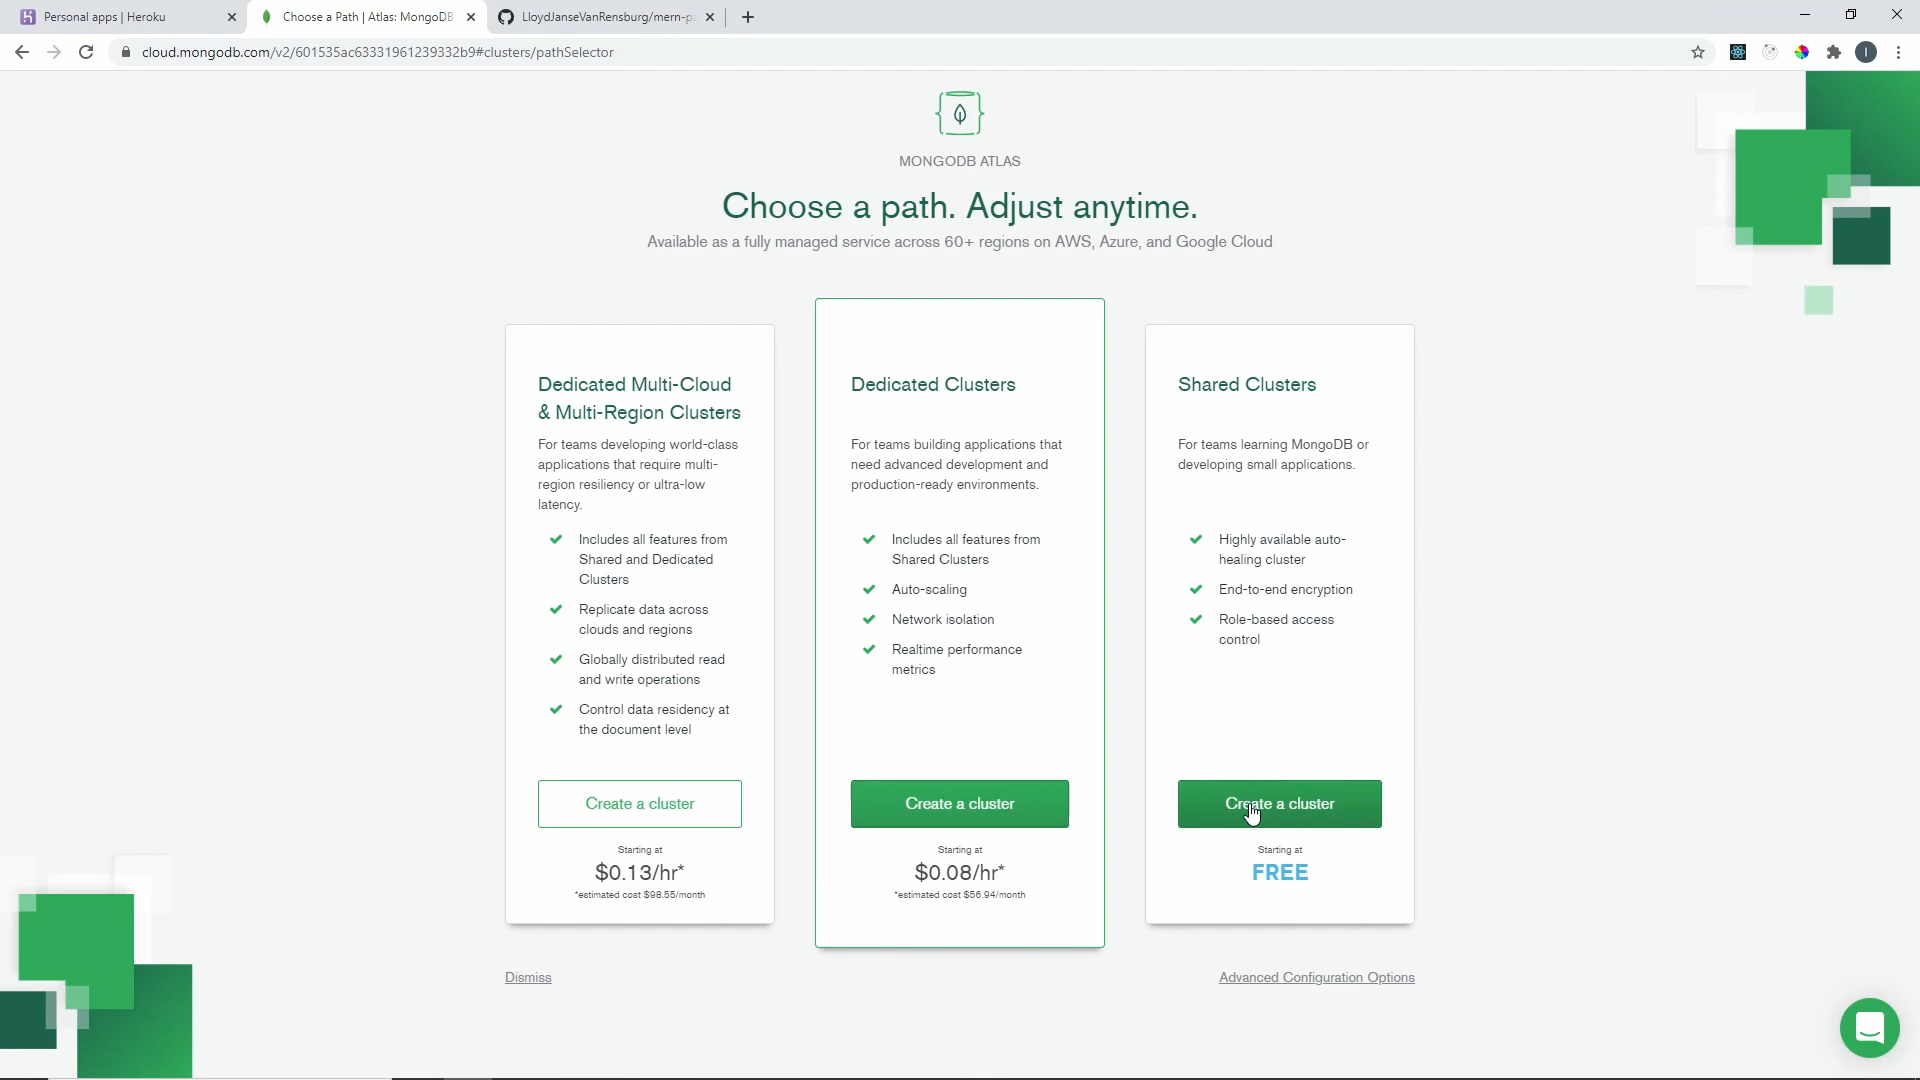 Personal apps | Heroku
Choose a Path | Atlas: MongoDB
LloydJanseVanRensburg/mern-pa
cloud.mongodb.com/v2/601535ac63331961239332b9#clusters/pathSelector
I
MONGODB ATLAS
Choose a path. Adjust anytime.
Available as a fully managed service across 60+ regions on AWS, Azure, and Google Cloud
Dedicated Multi-Cloud
& Multi-Region Clusters
For teams developing world-class
applications that require multi-
region resiliency or ultra-low
latency.
Includes all features from
Shared and Dedicated
Clusters
Replicate data across
clouds and regions
Globally distributed read
and write operations
Control data residency at
the document level
Create a cluster
Starting at
$0.13/hr*
*estimated cost $98.55/month
Dedicated Clusters
For teams building applications that
need advanced development and
production-ready environments.
Includes all features from
Shared Clusters
Auto-scaling
Network isolation
Realtime performance
metrics
Create a cluster
Starting at
$0.08/hr*
*estimated cost $56.94/month
Shared Clusters
For teams learning MongoDB or
developing small applications.
Highly available auto-
healing cluster
End-to-end encryption
Role-based access
control
Create a cluster
Starting at
FREE
Dismiss
Advanced Configuration Options